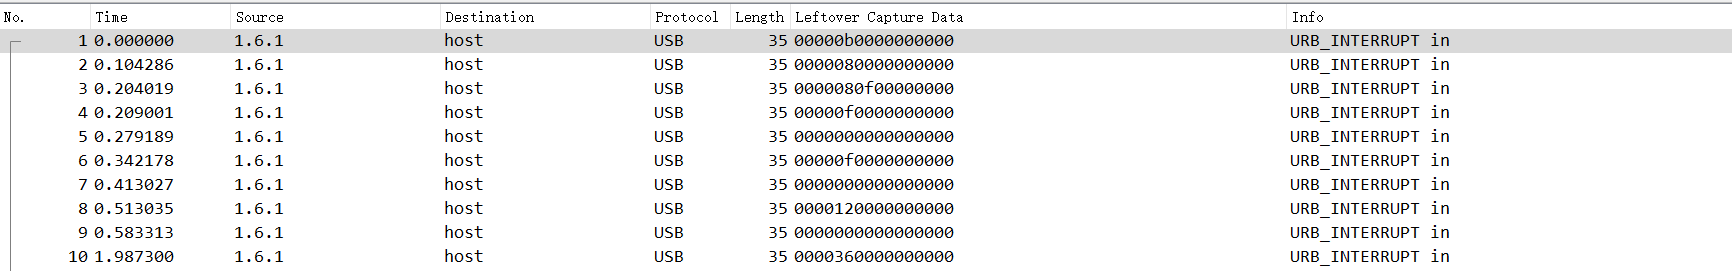 No. Time Source Destination Protocol Length Leftover Capture Data Info
1 0.000000 1.6.1 host USB 35 00000b0000000000 URB_INTERRUPT in
2 0.104286 1.6.1 host USB 35 0000080000000000 URB_INTERRUPT in
3 0.204019 1.6.1 host USB 35 0000080f00000000 URB_INTERRUPT in
4 0.209001 1.6.1 host USB 35 00000f0000000000 URB_INTERRUPT in
5 0.279189 1.6.1 host USB 35 0000000000000000 URB_INTERRUPT in
6 0.342178 1.6.1 host USB 35 00000f0000000000 URB_INTERRUPT in
7 0.413027 1.6.1 host USB 35 0000000000000000 URB_INTERRUPT in
8 0.513035 1.6.1 host USB 35 0000120000000000 URB_INTERRUPT in
9 0.583313 1.6.1 host USB 35 0000000000000000 URB_INTERRUPT in
10 1.987300 1.6.1 host USB 35 0000360000000000 URB_INTERRUPT in